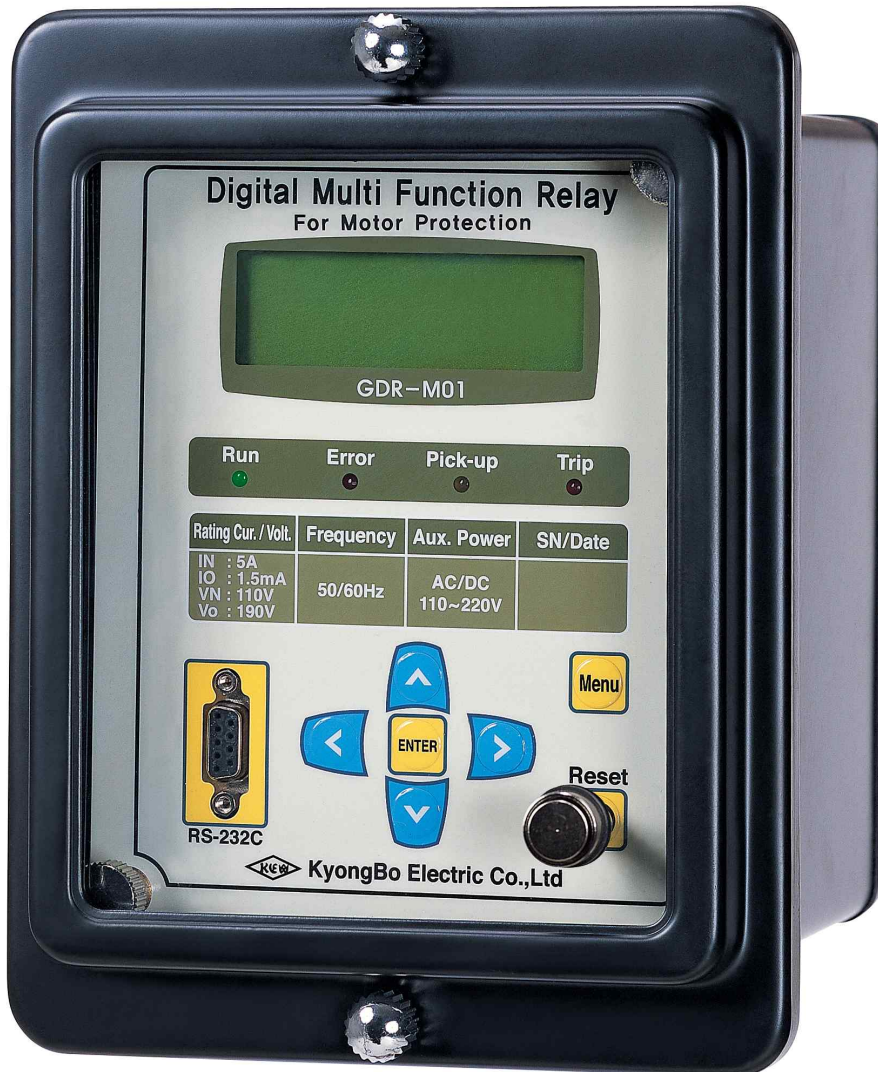 Digital Multi Function Relay
For Motor Protection
GDR-M01
Run Error Pick-up Trip
Rating Cur. / Volt. Frequency Aux. Power SN/Date
IN : 5A
IO : 1.5mA
VN : 110V
Vo : 190V
50/60Hz
AC/DC
110~220V
Menu
ENTER
Reset
RS-232C
KEW KyongBo Electric Co.,Ltd